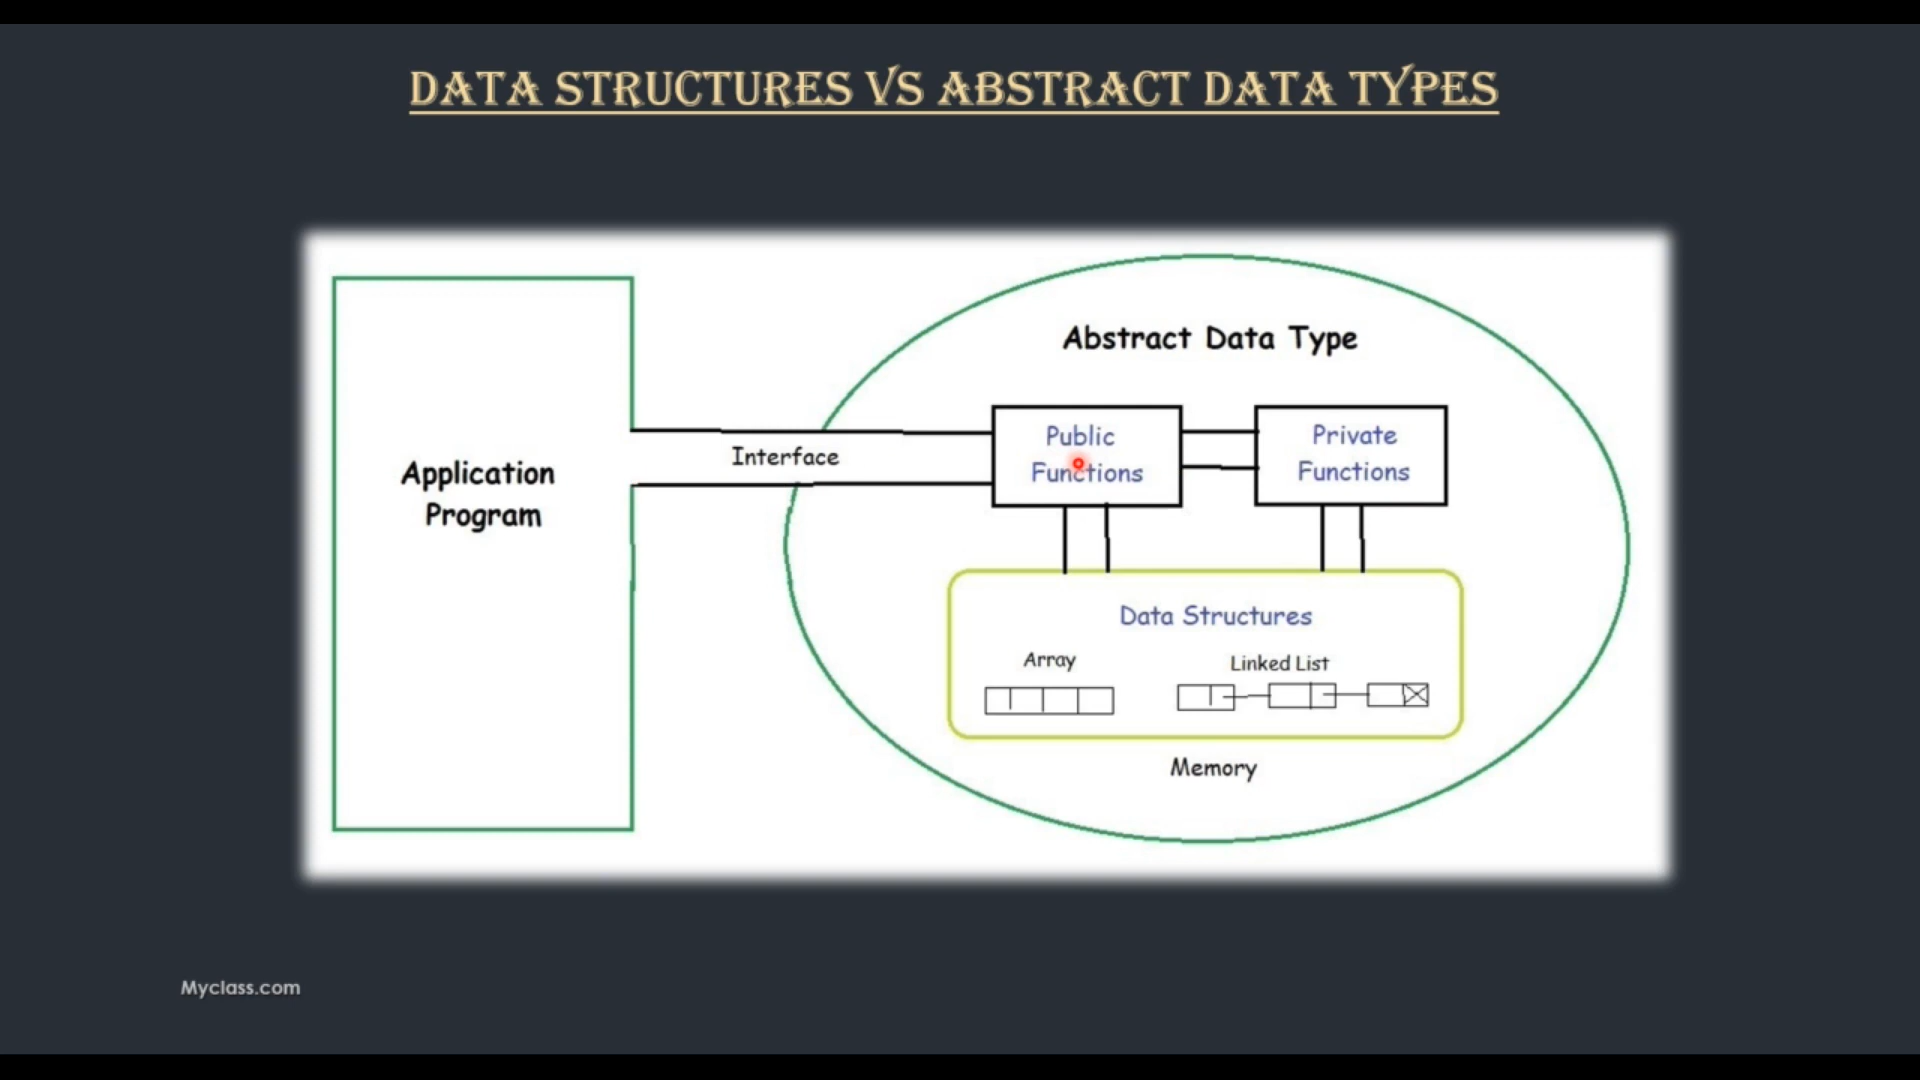 DATA STRUCTURES VS ABSTRACT DATA TYPES
Abstract Data Type
Application
Program
Interface
Public
Functions
Private
Functions
Data Structures
Array
Linked List
Memory
Myclass.com